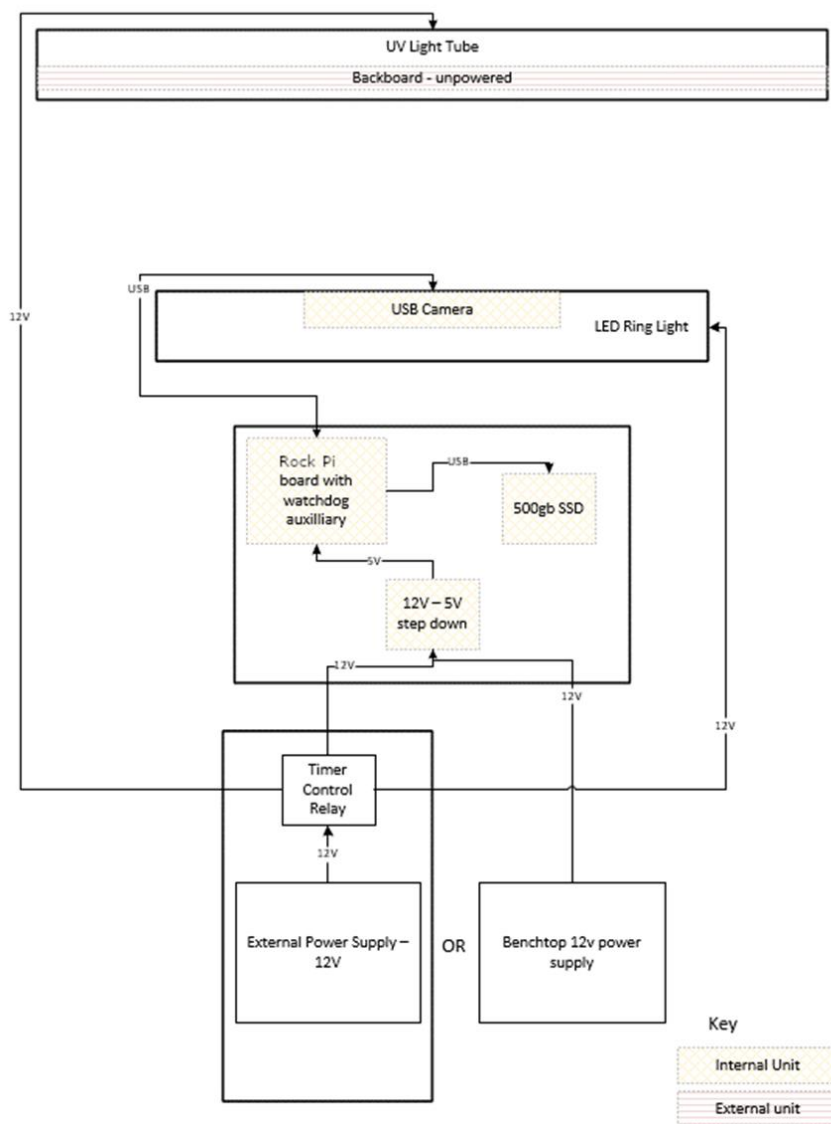 UV Light Tube
Backboard - unpowered
USB
12V
USB Camera
LED Ring Light
Rock Pi
board with
watchdog
auxilliary
USB
500gb SSD
5V
12V – 5V
step down
12V
12V
12V
Timer
Control
Relay
12V
External Power Supply –
12V
OR
Benchtop 12v power
supply
Key
Internal Unit
External unit